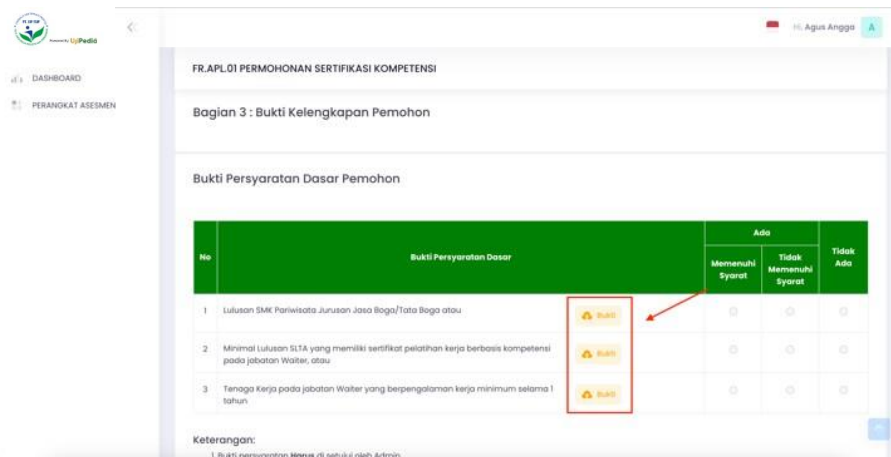 UjiPedia
Hi, Agus Angga A
DASHBOARD
PERANGKAT ASESMEN
FR.APL.01 PERMOHONAN SERTIFIKASI KOMPETENSI
Bagian 3 : Bukti Kelengkapan Pemohon
Bukti Persyaratan Dasar Pemohon
No Bukti Persyaratan Dasar Ada Tidak Ada
Memenuhi Syarat Tidak Memenuhi Syarat
1 Lulusan SMK Pariwisata Jurusan Jasa Boga/Tata Boga atau Bukti
2 Minimal Lulusan SLTA yang memiliki sertifikat pelatihan kerja berbasis kompetensi
pada jabatan Waiter, atau Bukti
3 Tenaga Kerja pada jabatan Waiter yang berpengalaman kerja minimum selama 1
tahun Bukti
Keterangan:
1. Bukti persyaratan Harus di setujui oleh Admin